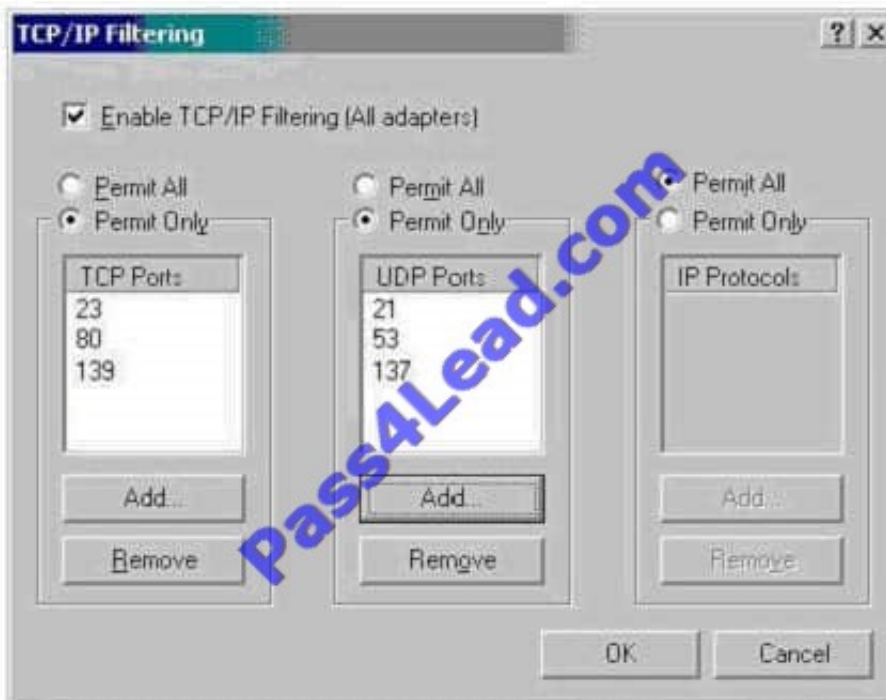 TCP/IP Filtering
Enable TCP/IP Filtering (All adapters)
Permit All
Permit Only
TCP Ports
23
80
139
Add...
Remove
Permit All
Permit Only
UDP Ports
21
53
137
Add...
Remove
Permit All
Permit Only
IP Protocols
Add...
Remove
OK
Cancel
Pass4Lead.com